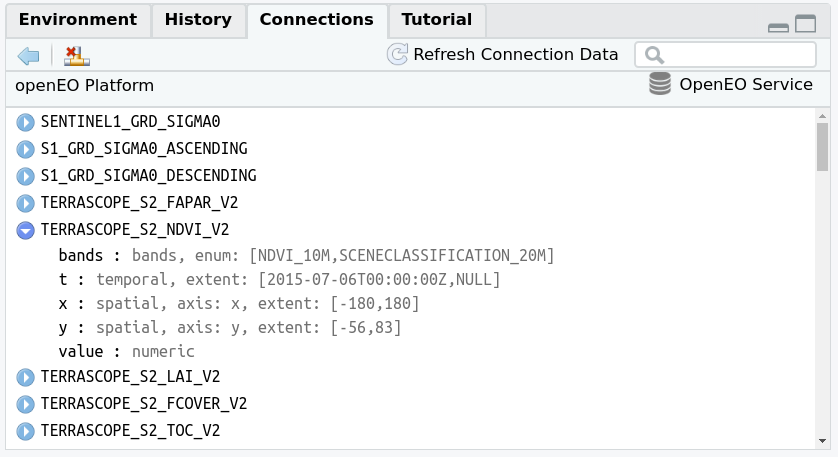 Environment History Connections Tutorial
Refresh Connection Data
openEO Platform OpenEO Service
SENTINEL1_GRD_SIGMA0
S1_GRD_SIGMA0_ASCENDING
S1_GRD_SIGMA0_DESCENDING
TERRASCOPE_S2_FAPAR_V2
TERRASCOPE_S2_NDVI_V2
bands : bands, enum: [NDVI_10M,SCENECLASSIFICATION_20M]
t : temporal, extent: [2015-07-06T00:00:00Z,NULL]
x : spatial, axis: x, extent: [-180,180]
y : spatial, axis: y, extent: [-56,83]
value : numeric
TERRASCOPE_S2_LAI_V2
TERRASCOPE_S2_FCOVER_V2
TERRASCOPE_S2_TOC_V2